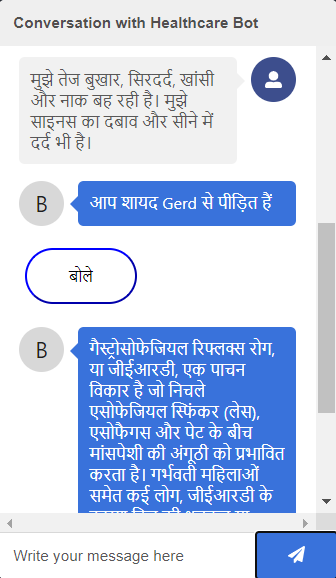 Conversation with Healthcare Bot
मुझे तेज बुखार, सिरदर्द, खांसी
और नाक बह रही है। मुझे
साइनस का दबाव और सीने में
दर्द भी है।
B
आप शायद Gerd से पीड़ित हैं
बोले
B
गैस्ट्रोसोफेजियल रिफ्लक्स रोग,
या जीईआरडी, एक पाचन
विकार है जो निचले
एसोफेजियल स्फिंकर (लेस),
एसोफैगस और पेट के बीच
मांसपेशी की अंगूठी को प्रभावित
करता है। गर्भवती महिलाओं
समेत कई लोग, जीईआरडी के
Write your message here